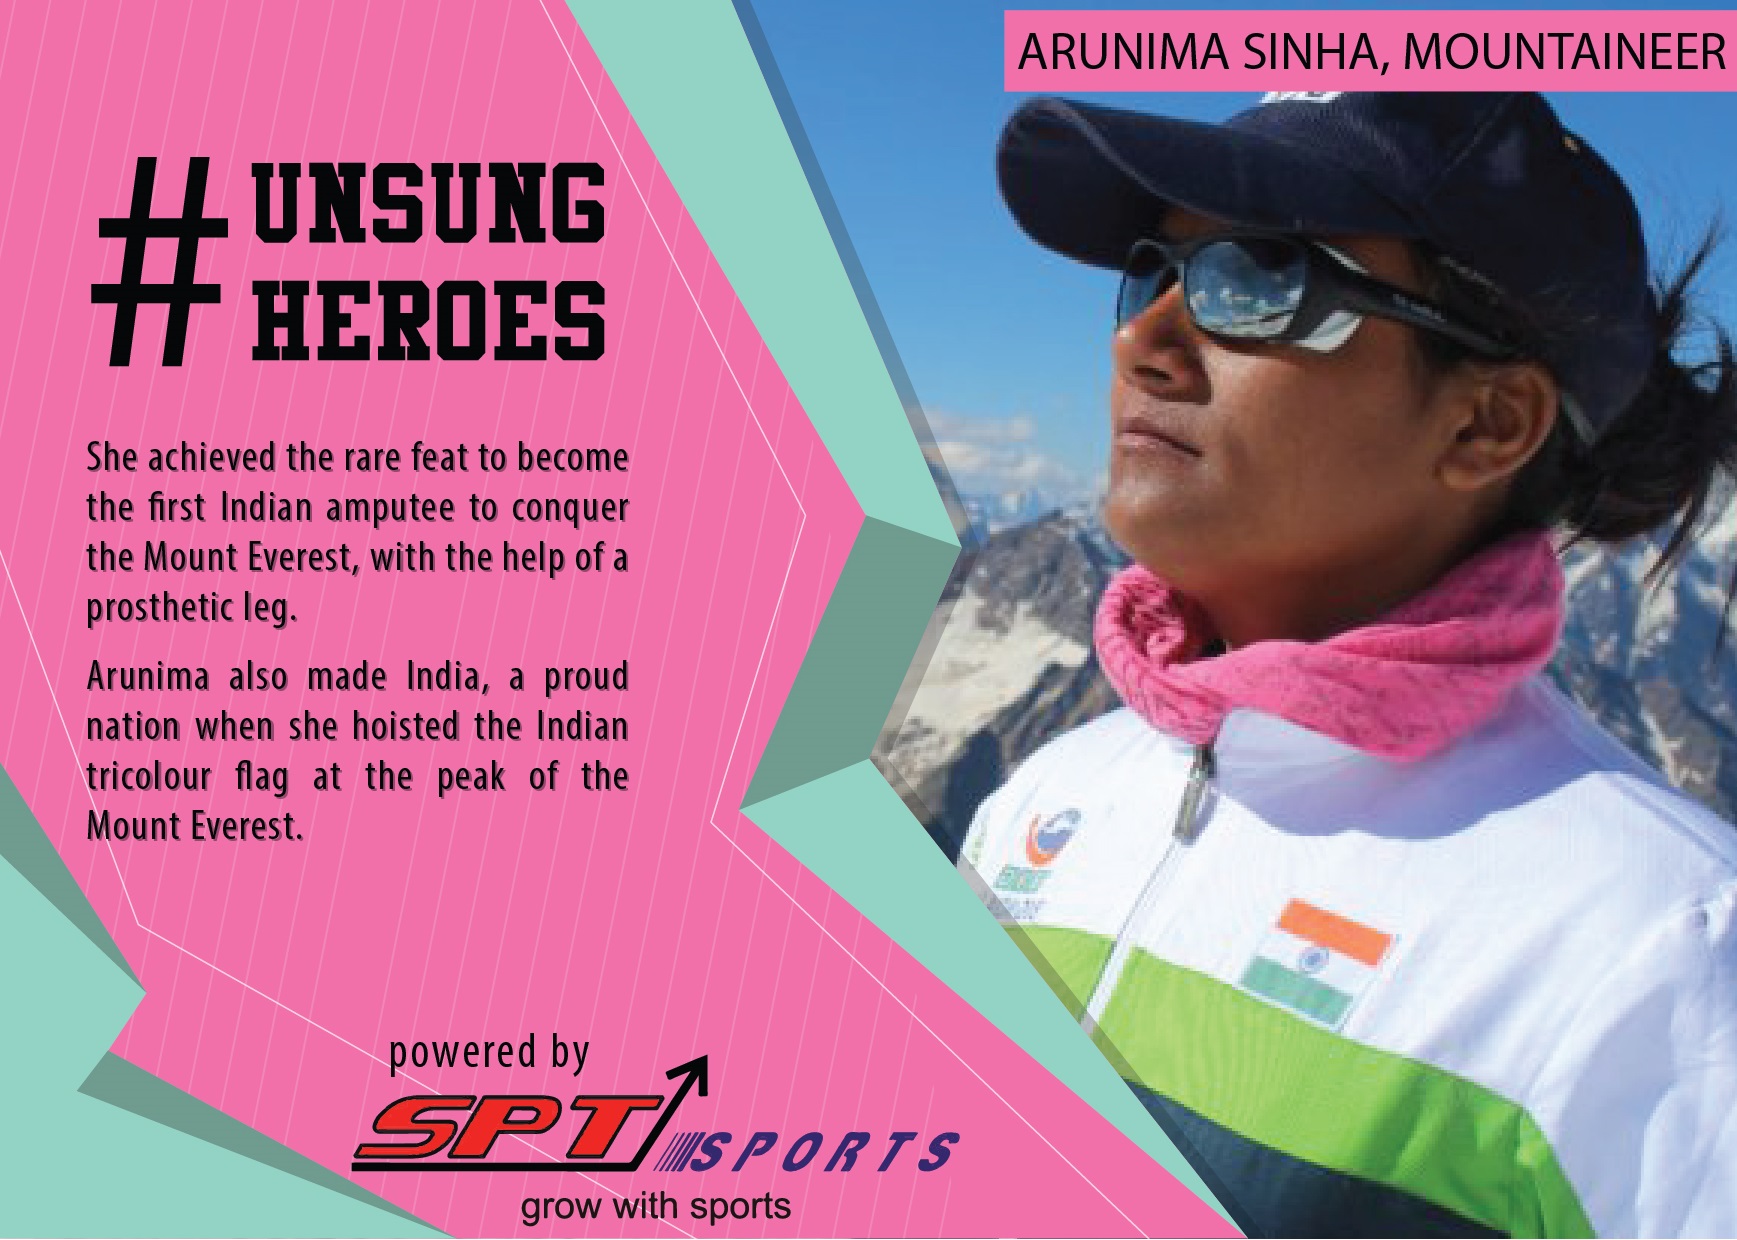 ARUNIMA SINHA, MOUNTAINEER
#UNSUNG
HEROES
She achieved the rare feat to become
the first Indian amputee to conquer
the Mount Everest, with the help of a
prosthetic leg.
Arunima also made India, a proud
nation when she hoisted the Indian
tricolour flag at the peak of the
Mount Everest.
powered by
SPT SPORTS
grow with sports